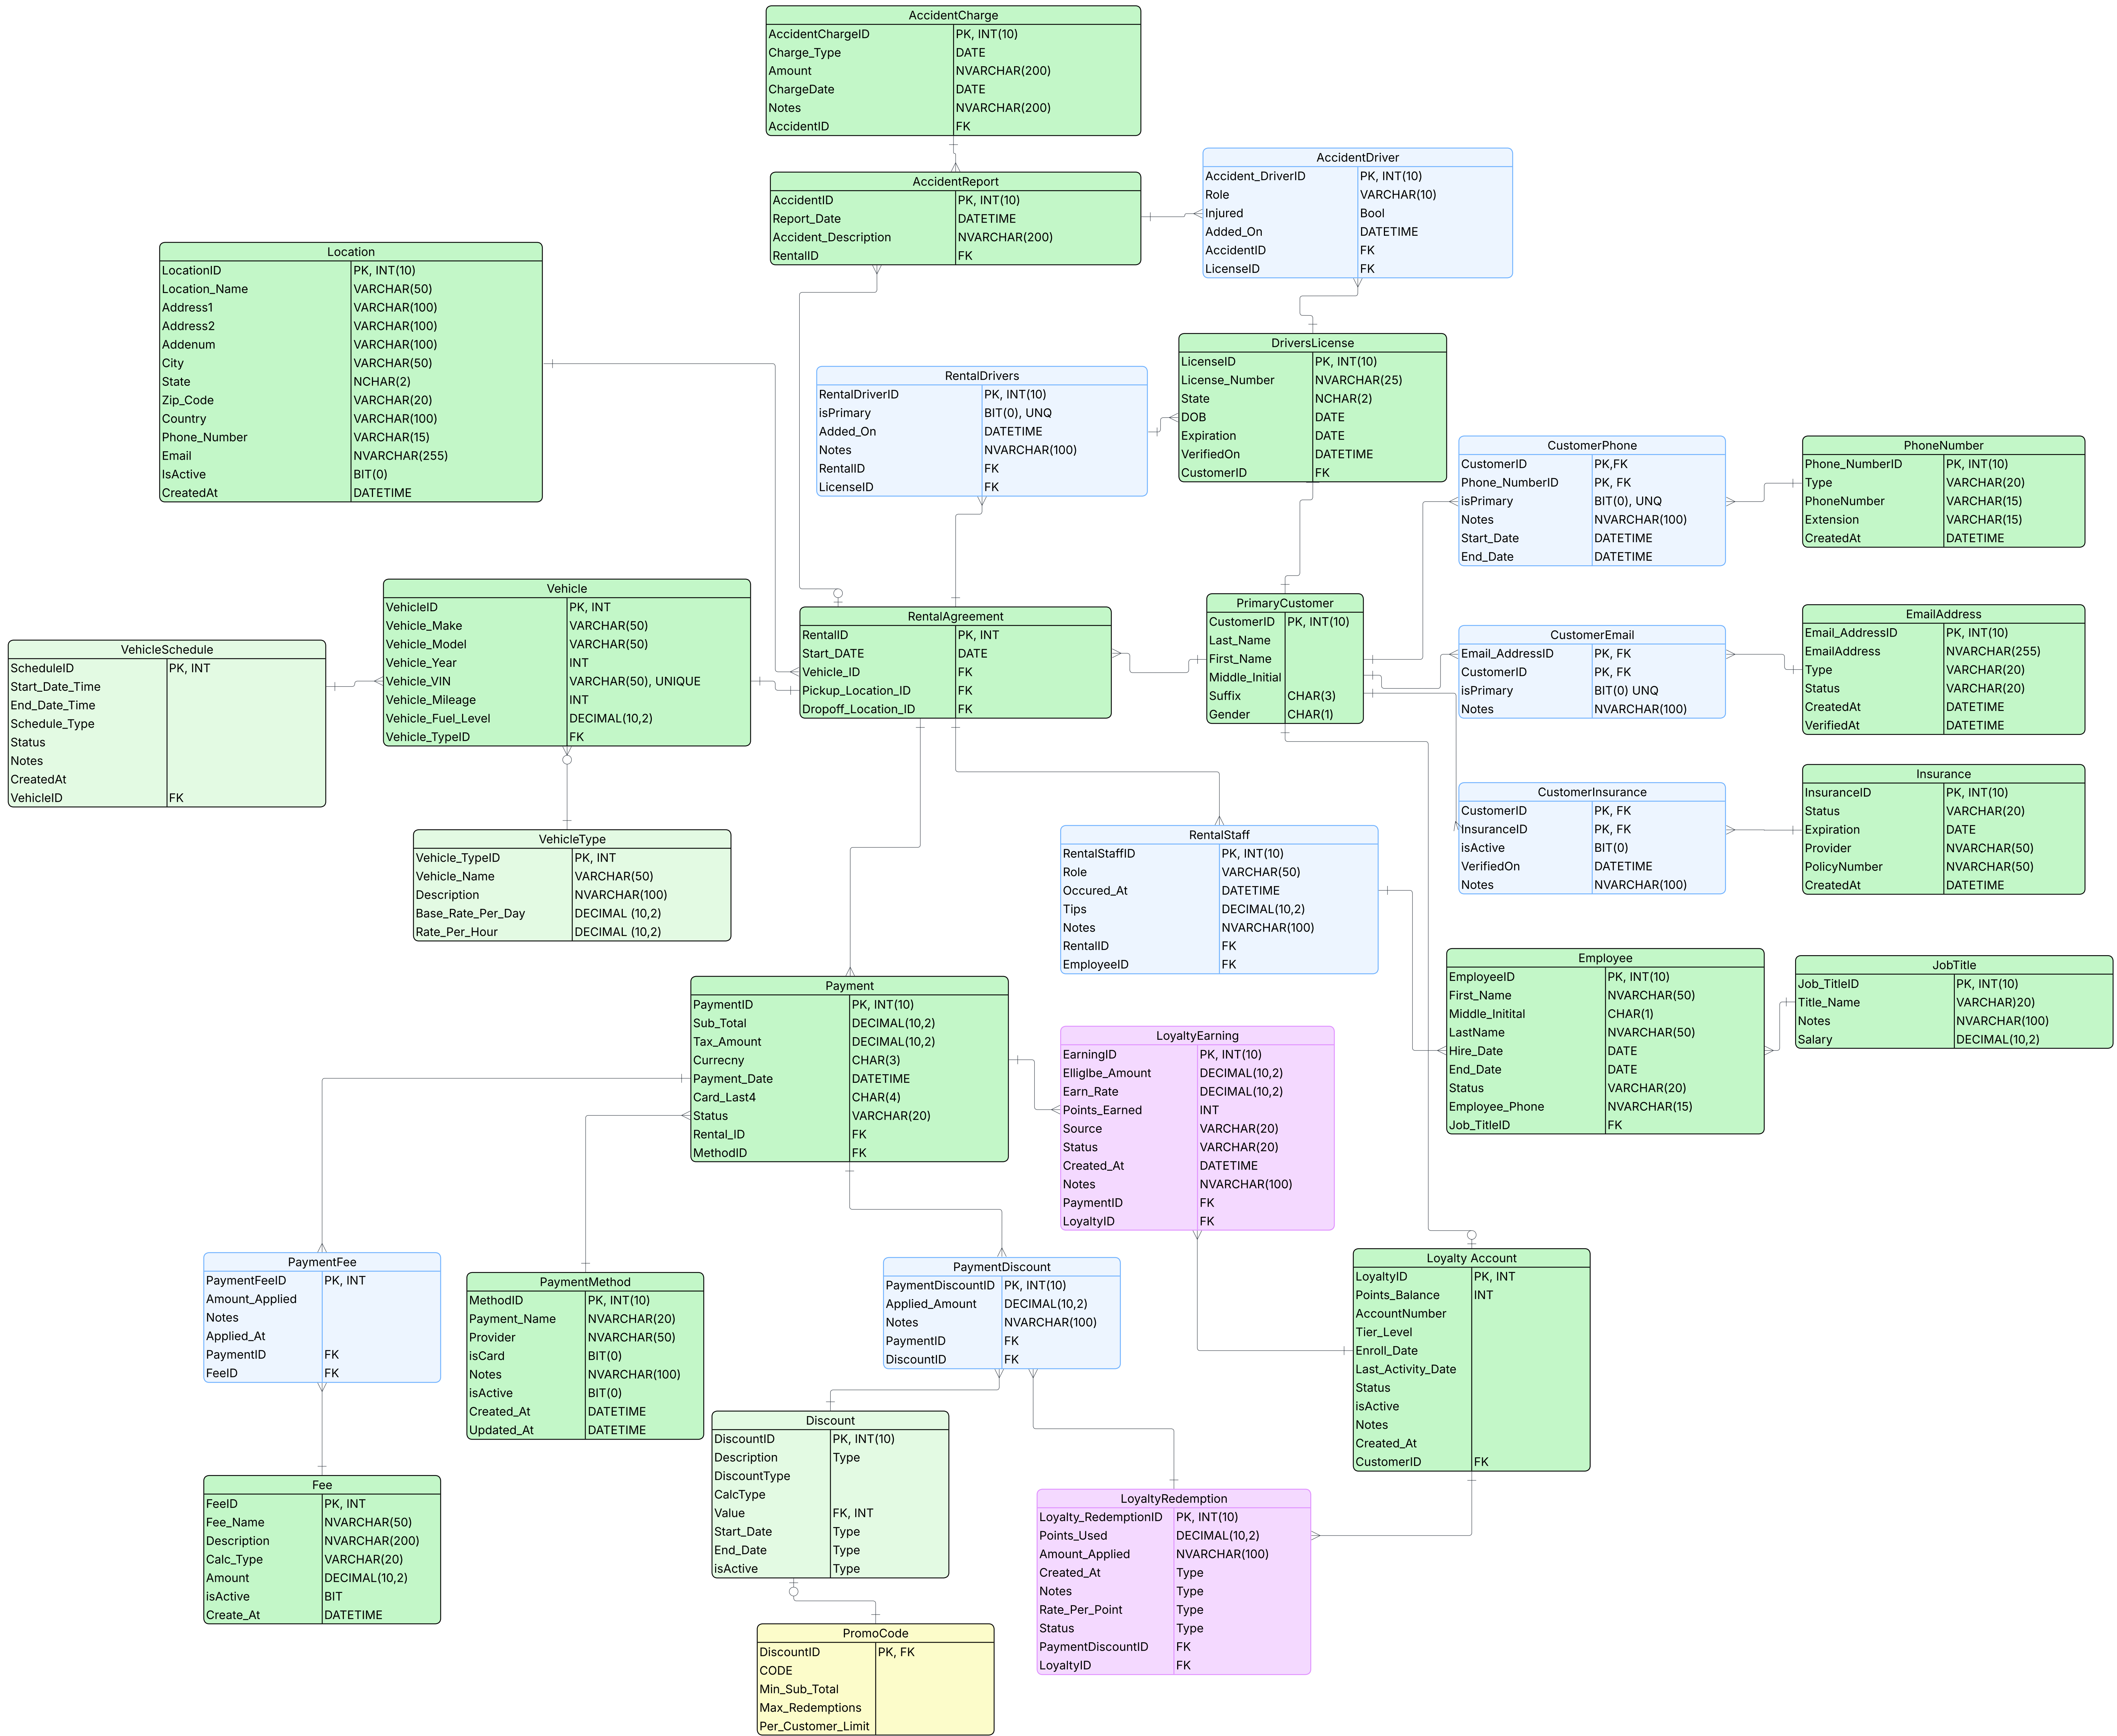 AccidentCharge
AccidentChargeID PK, INT(10)
Charge_Type DATE
Amount NVARCHAR(200)
ChargeDate DATE
Notes NVARCHAR(200)
AccidentID FK
AccidentDriver
Accident_DriverID PK, INT(10)
Role VARCHAR(10)
Injured Bool
Added_On DATETIME
AccidentID FK
LicenseID FK
AccidentReport
AccidentID PK, INT(10)
Report_Date DATETIME
Accident_Description NVARCHAR(200)
RentalID FK
Location
LocationID PK, INT(10)
Location_Name VARCHAR(50)
Address1 VARCHAR(100)
Address2 VARCHAR(100)
Addenum VARCHAR(100)
City VARCHAR(50)
State NCHAR(2)
Zip_Code VARCHAR(20)
Country VARCHAR(100)
Phone_Number VARCHAR(15)
Email NVARCHAR(255)
IsActive BIT(0)
CreatedAt DATETIME
DriversLicense
LicenseID PK, INT(10)
License_Number NVARCHAR(25)
State NCHAR(2)
DOB DATE
Expiration DATE
VerifiedOn DATETIME
CustomerID FK
RentalDrivers
RentalDriverID PK, INT(10)
isPrimary BIT(0), UNQ
Added_On DATETIME
Notes NVARCHAR(100)
RentalID FK
LicenseID FK
CustomerPhone
CustomerID PK,FK
Phone_NumberID PK, FK
isPrimary BIT(0), UNQ
Notes NVARCHAR(100)
Start_Date DATETIME
End_Date DATETIME
PhoneNumber
Phone_NumberID PK, INT(10)
Type VARCHAR(20)
PhoneNumber VARCHAR(15)
Extension VARCHAR(15)
CreatedAt DATETIME
Vehicle
VehicleID PK, INT
Vehicle_Make VARCHAR(50)
Vehicle_Model VARCHAR(50)
Vehicle_Year INT
Vehicle_VIN VARCHAR(50), UNIQUE
Vehicle_Mileage INT
Vehicle_Fuel_Level DECIMAL(10,2)
Vehicle_TypeID FK
RentalAgreement
RentalID PK, INT
Start_DATE DATE
Vehicle_ID FK
Pickup_Location_ID FK
Dropoff_Location_ID FK
PrimaryCustomer
CustomerID PK, INT(10)
Last_Name
First_Name
Middle_Initial
Suffix CHAR(3)
Gender CHAR(1)
CustomerEmail
Email_AddressID PK, FK
CustomerID PK, FK
isPrimary BIT(0) UNQ
Notes NVARCHAR(100)
EmailAddress
Email_AddressID PK, INT(10)
EmailAddress NVARCHAR(255)
Type VARCHAR(20)
Status VARCHAR(20)
CreatedAt DATETIME
VerifiedAt DATETIME
VehicleSchedule
ScheduleID PK, INT
Start_Date_Time
End_Date_Time
Schedule_Type
Status
Notes
CreatedAt
VehicleID FK
CustomerInsurance
CustomerID PK, FK
InsuranceID PK, FK
isActive BIT(0)
VerifiedOn DATETIME
Notes NVARCHAR(100)
Insurance
InsuranceID PK, INT(10)
Status VARCHAR(20)
Expiration DATE
Provider NVARCHAR(50)
PolicyNumber NVARCHAR(50)
CreatedAt DATETIME
VehicleType
Vehicle_TypeID PK, INT
Vehicle_Name VARCHAR(50)
Description NVARCHAR(100)
Base_Rate_Per_Day DECIMAL (10,2)
Rate_Per_Hour DECIMAL (10,2)
RentalStaff
RentalStaffID PK, INT(10)
Role VARCHAR(50)
Occured_At DATETIME
Tips DECIMAL(10,2)
Notes NVARCHAR(100)
RentalID FK
EmployeeID FK
Employee
EmployeeID PK, INT(10)
First_Name NVARCHAR(50)
Middle_Initital CHAR(1)
LastName NVARCHAR(50)
Hire_Date DATE
End_Date DATE
Status VARCHAR(20)
Employee_Phone NVARCHAR(15)
Job_TitleID FK
JobTitle
Job_TitleID PK, INT(10)
Title_Name VARCHAR)20)
Notes NVARCHAR(100)
Salary DECIMAL(10,2)
Payment
PaymentID PK, INT(10)
Sub_Total DECIMAL(10,2)
Tax_Amount DECIMAL(10,2)
Currecny CHAR(3)
Payment_Date DATETIME
Card_Last4 CHAR(4)
Status VARCHAR(20)
Rental_ID FK
MethodID FK
LoyaltyEarning
EarningID PK, INT(10)
Elliglbe_Amount DECIMAL(10,2)
Earn_Rate DECIMAL(10,2)
Points_Earned INT
Source VARCHAR(20)
Status VARCHAR(20)
Created_At DATETIME
Notes NVARCHAR(100)
PaymentID FK
LoyaltyID FK
PaymentFee
PaymentFeeID PK, INT
Amount_Applied
Notes
Applied_At
PaymentID FK
FeeID FK
PaymentMethod
MethodID PK, INT(10)
Payment_Name NVARCHAR(20)
Provider NVARCHAR(50)
isCard BIT(0)
Notes NVARCHAR(100)
isActive BIT(0)
Created_At DATETIME
Updated_At DATETIME
PaymentDiscount
PaymentDiscountID PK, INT(10)
Applied_Amount DECIMAL(10,2)
Notes NVARCHAR(100)
PaymentID FK
DiscountID FK
Loyalty Account
LoyaltyID PK, INT
Points_Balance INT
AccountNumber
Tier_Level
Enroll_Date
Last_Activity_Date
Status
isActive
Notes
Created_At
CustomerID FK
Discount
DiscountID PK, INT(10)
Description Type
DiscountType
CalcType
Value FK, INT
Start_Date Type
End_Date Type
isActive Type
Fee
FeeID PK, INT
Fee_Name NVARCHAR(50)
Description NVARCHAR(200)
Calc_Type VARCHAR(20)
Amount DECIMAL(10,2)
isActive BIT
Create_At DATETIME
LoyaltyRedemption
Loyalty_RedemptionID PK, INT(10)
Points_Used DECIMAL(10,2)
Amount_Applied NVARCHAR(100)
Created_At Type
Notes Type
Rate_Per_Point Type
Status Type
PaymentDiscountID FK
LoyaltyID FK
PromoCode
DiscountID PK, FK
CODE
Min_Sub_Total
Max_Redemptions
Per_Customer_Limit